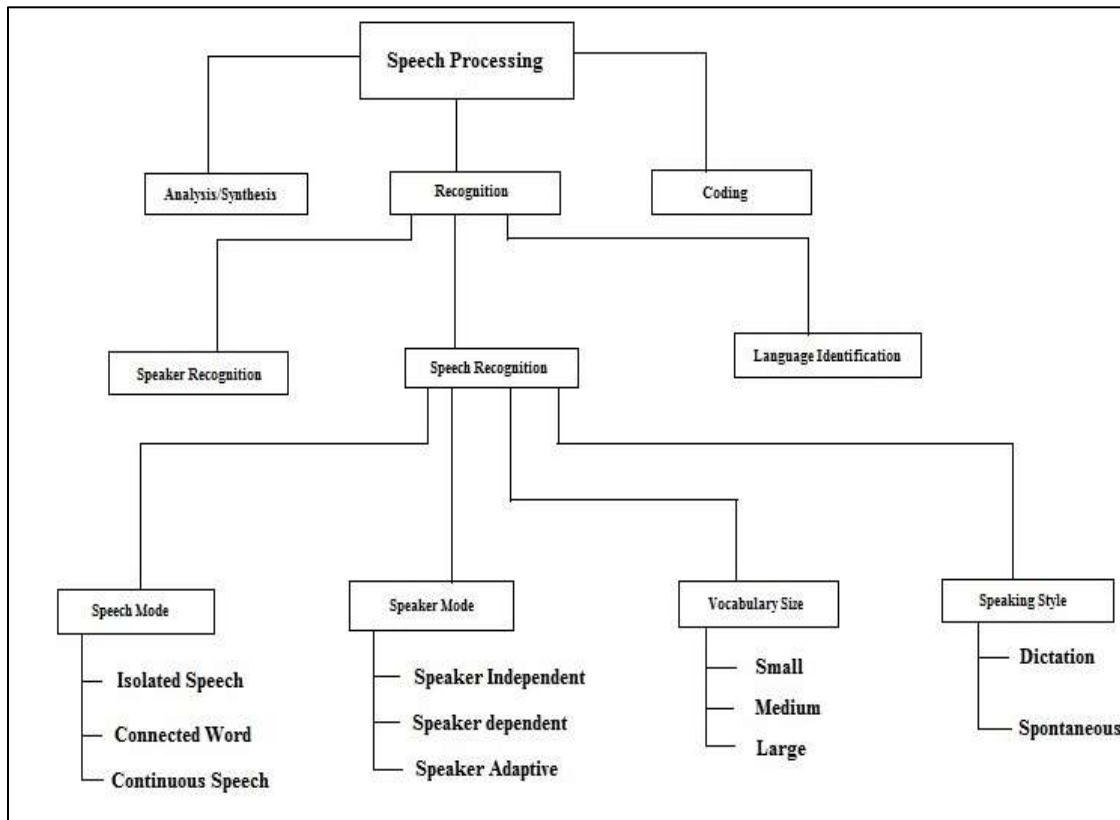 Speech Processing
Analysis/Synthesis
Recognition
Coding
Speaker Recognition
Speech Recognition
Language Identification
Speech Mode
Speaker Mode
Vocabulary Size
Speaking Style
Isolated Speech
Connected Word
Continuous Speech
Speaker Independent
Speaker dependent
Speaker Adaptive
Small
Medium
Large
Dictation
Spontaneous